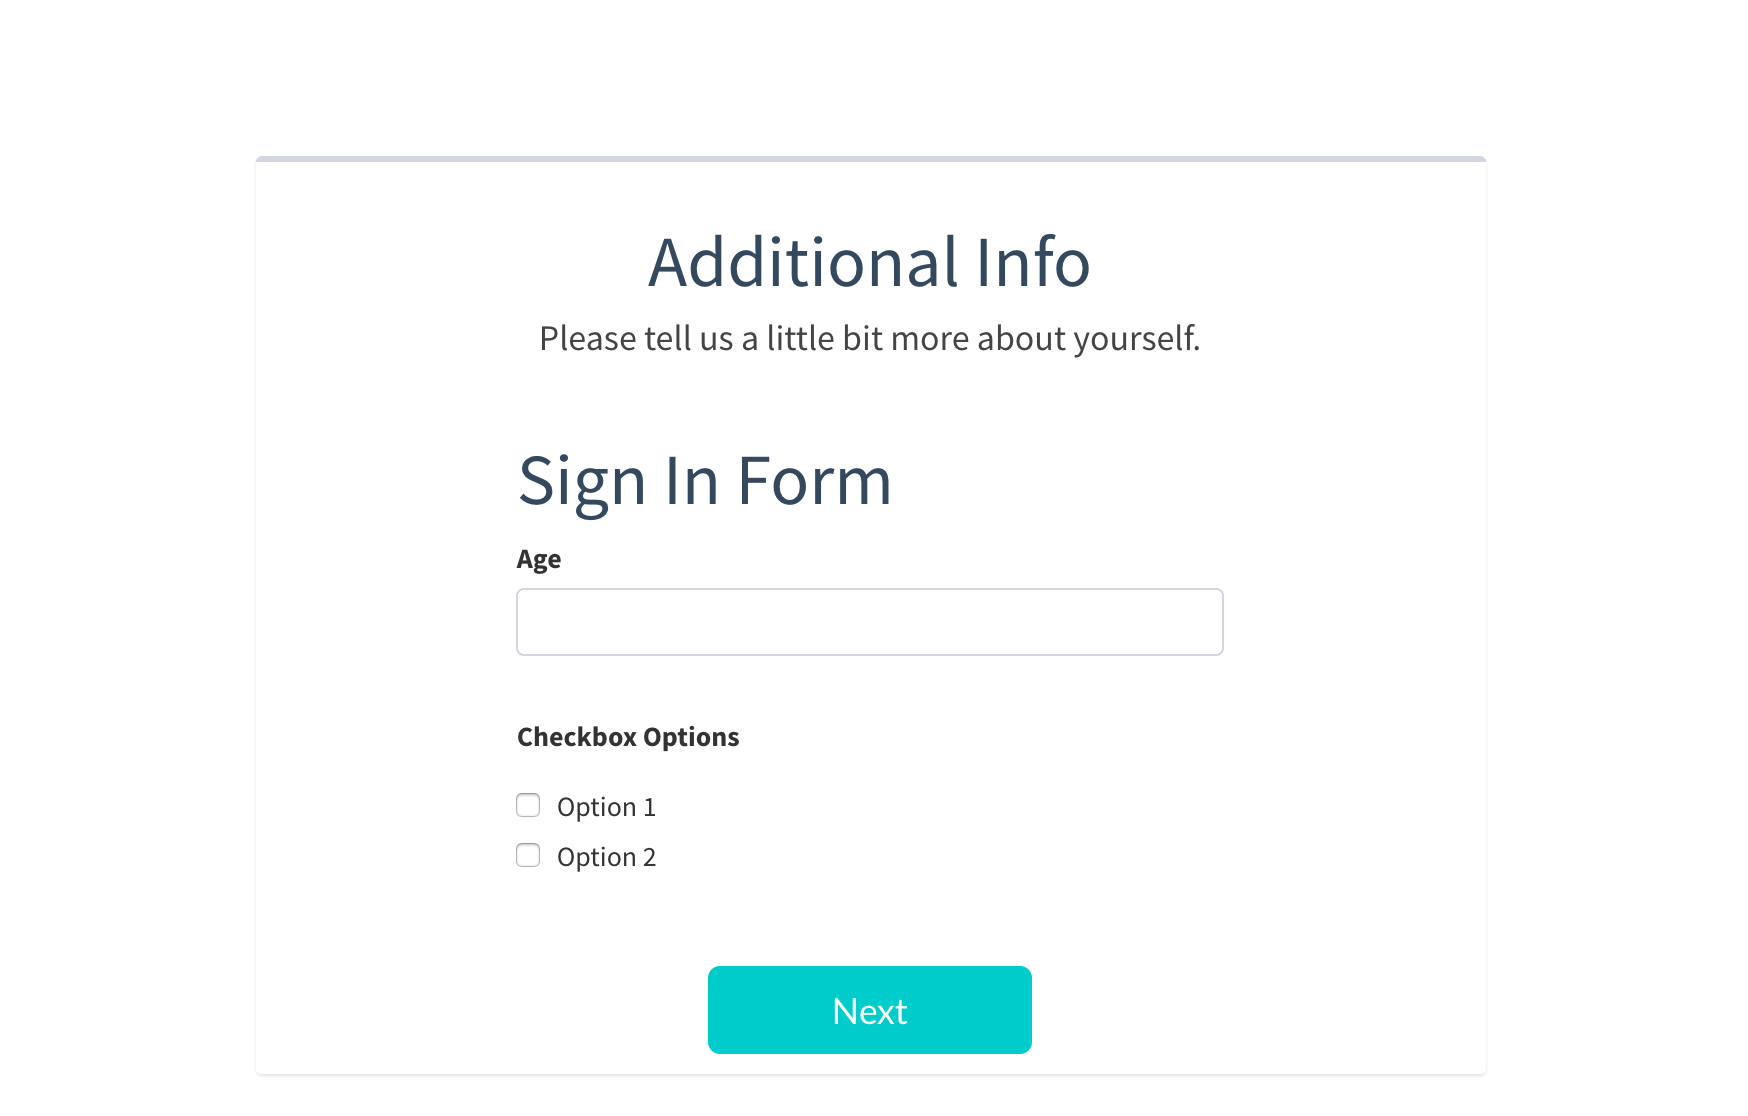 Additional Info
Please tell us a little bit more about yourself.
Sign In Form
Age
Checkbox Options
Option 1
Option 2
Next